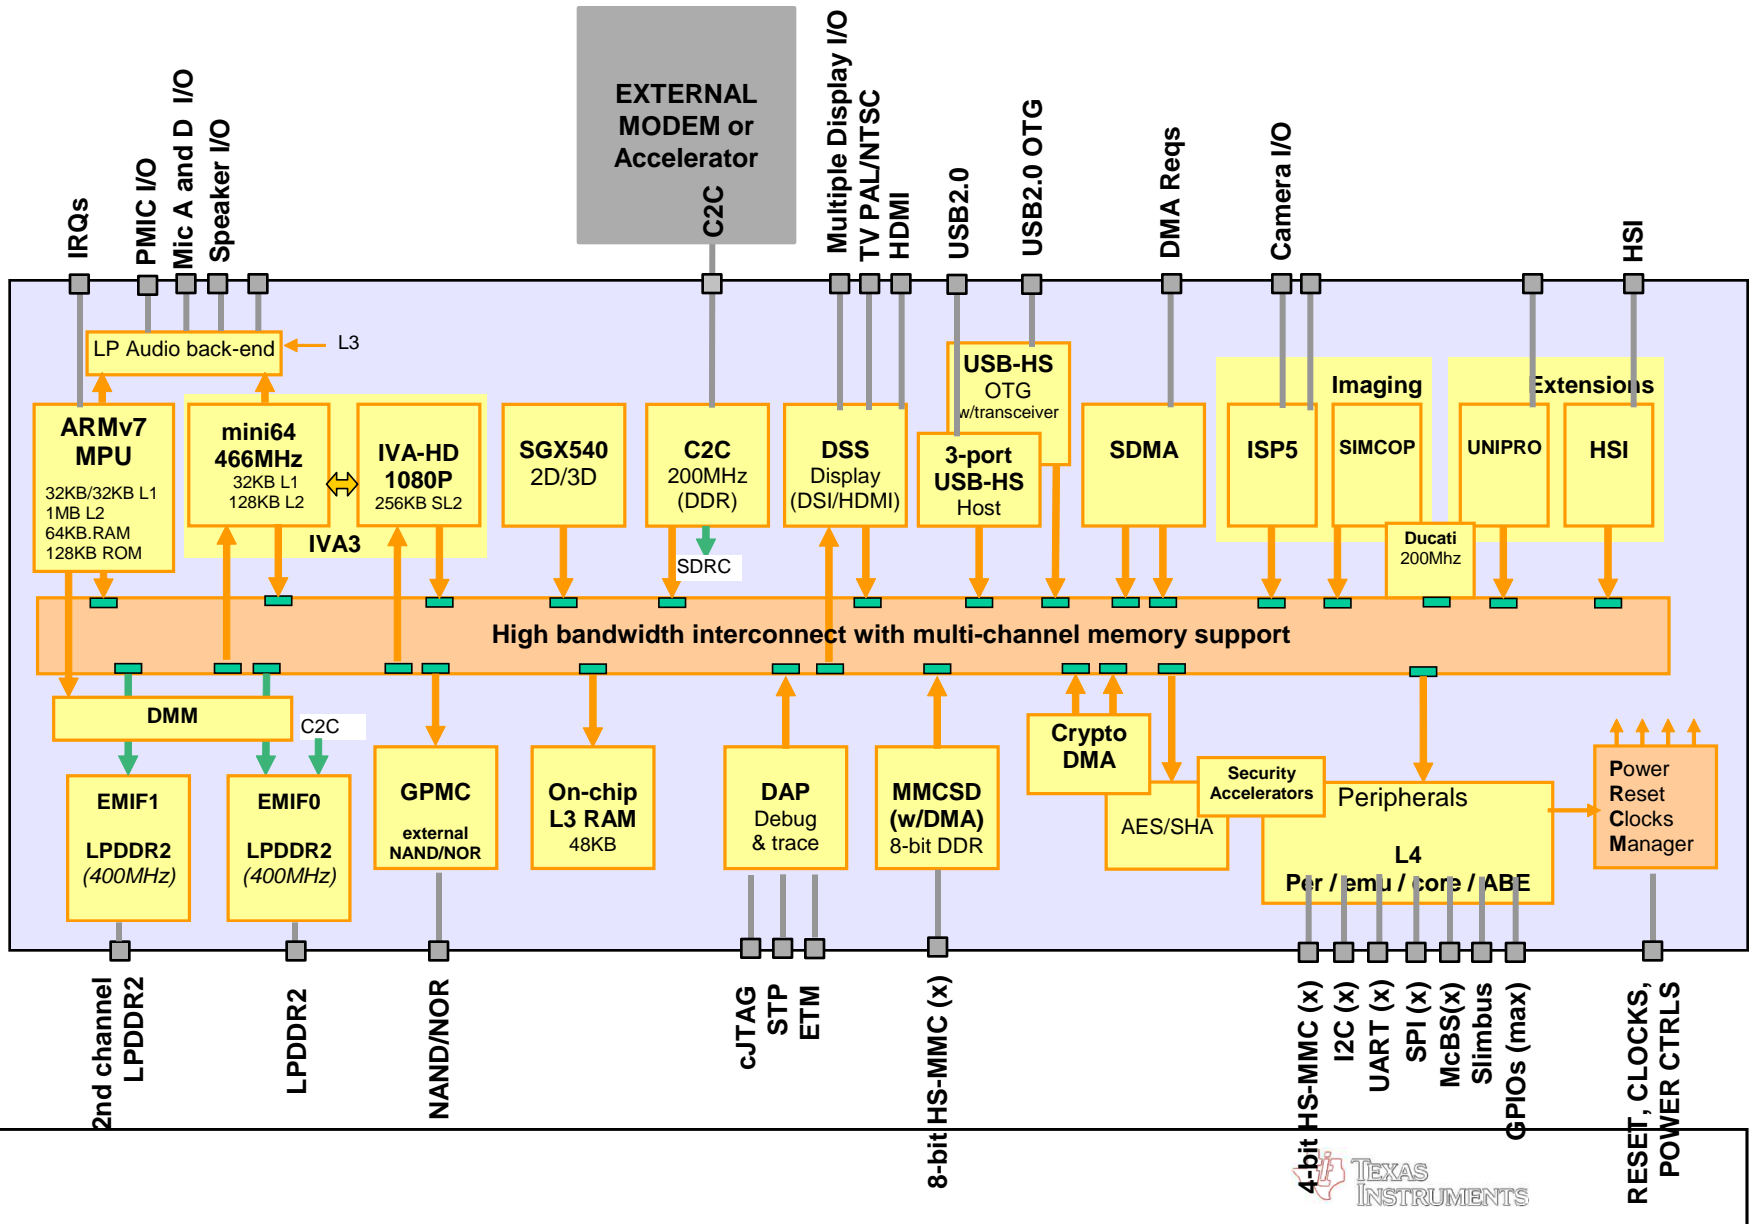 EXTERNAL
MODEM or
Accelerator
C2C
IRQs
PMIC I/O
Mic A and D I/O
Speaker I/O
Multiple Display I/O
TV PAL/NTSC
HDMI
USB2.0
USB2.0 OTG
DMA Reqs
Camera I/O
HSI
LP Audio back-end
L3
ARMv7
MPU
32KB/32KB L1
1MB L2
64KB.RAM
128KB ROM
mini64
466MHz
32KB L1
128KB L2
IVA-HD
1080P
256KB SL2
IVA3
SGX540
2D/3D
C2C
200MHz
(DDR)
SDRC
DSS
Display
(DSI/HDMI)
USB-HS
OTG
w/transceiver
3-port
USB-HS
Host
SDMA
Imaging
ISP5
SIMCOP
Ducati
200Mhz
Extensions
UNIPRO
HSI
High bandwidth interconnect with multi-channel memory support
DMM
C2C
EMIF1
LPDDR2
(400MHz)
EMIF0
LPDDR2
(400MHz)
GPMC
external
NAND/NOR
On-chip
L3 RAM
48KB
DAP
Debug
& trace
MMCSD
(w/DMA)
8-bit DDR
Crypto
DMA
AES/SHA
Security
Accelerators
Peripherals
L4
Per / emu / core / ABE
Power
Reset
Clocks
Manager
2nd channel
LPDDR2
LPDDR2
NAND/NOR
cJTAG
STP
ETM
8-bit HS-MMC (x)
4-bit HS-MMC (x)
I2C (x)
UART (x)
SPI (x)
McBS(x)
Slimbus
GPIOs (max)
RESET, CLOCKS,
POWER CTRLS
TEXAS
INSTRUMENTS